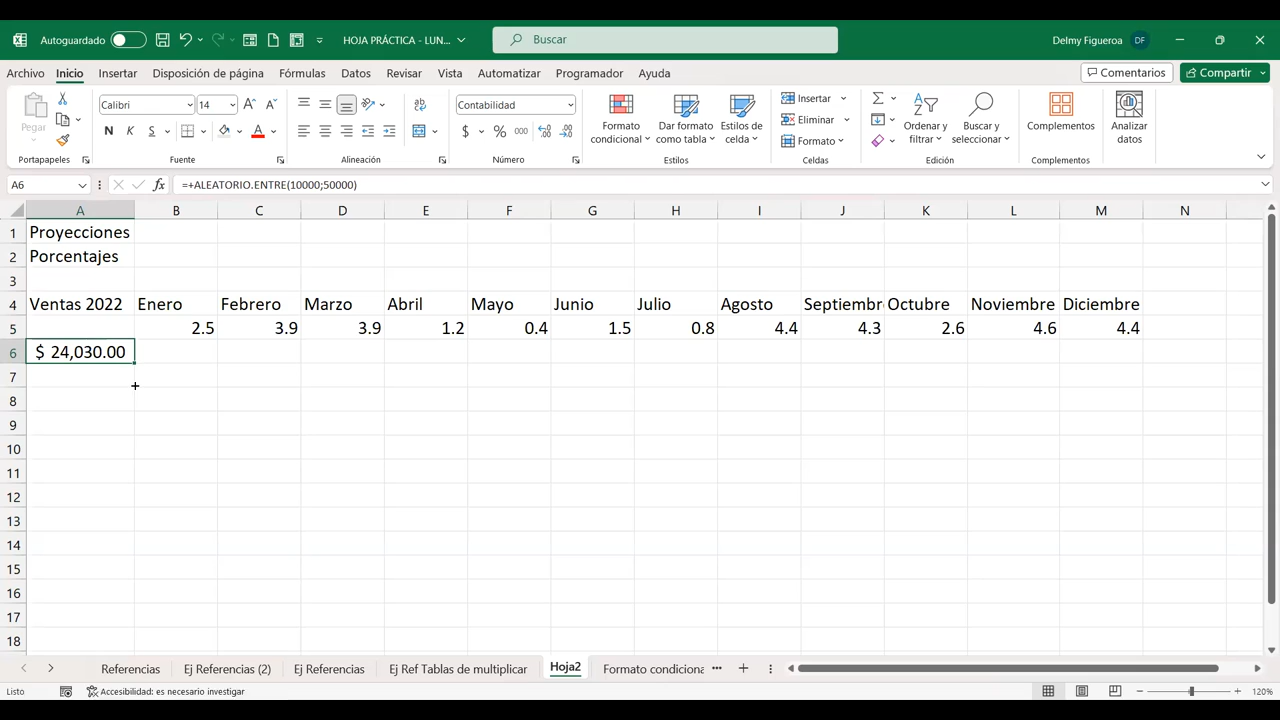 Autoguardado
HOJA PRÁCTICA - LUN...
Buscar
Delmy Figueroa
DF
Archivo Inicio Insertar Disposición de página Fórmulas Datos Revisar Vista Automatizar Programador Ayuda
Comentarios
Compartir
Pegar
Portapapeles
Calibri 14
N K S
Fuente
Alineación
Contabilidad
$ % 000
Número
Formato condicional
Dar formato como tabla
Estilos de celda
Estilos
Insertar
Eliminar
Formato
Celdas
Ordenar y filtrar
Buscar y seleccionar
Edición
Complementos
Complementos
Analizar datos
A6 fx =+ALEATORIO.ENTRE(10000;50000)
A B C D E F G H I J K L M N
1 Proyecciones
2 Porcentajes
3
4 Ventas 2022 Enero Febrero Marzo Abril Mayo Junio Julio Agosto Septiembr Octubre Noviembre Diciembre
5 2.5 3.9 3.9 1.2 0.4 1.5 0.8 4.4 4.3 2.6 4.6 4.4
6 $ 24,030.00
7
8
9
10
11
12
13
14
15
16
17
18
Referencias Ej Referencias (2) Ej Referencias Ej Ref Tablas de multiplicar Hoja2 Formato condiciona ...
Listo
Accesibilidad: es necesario investigar
120%